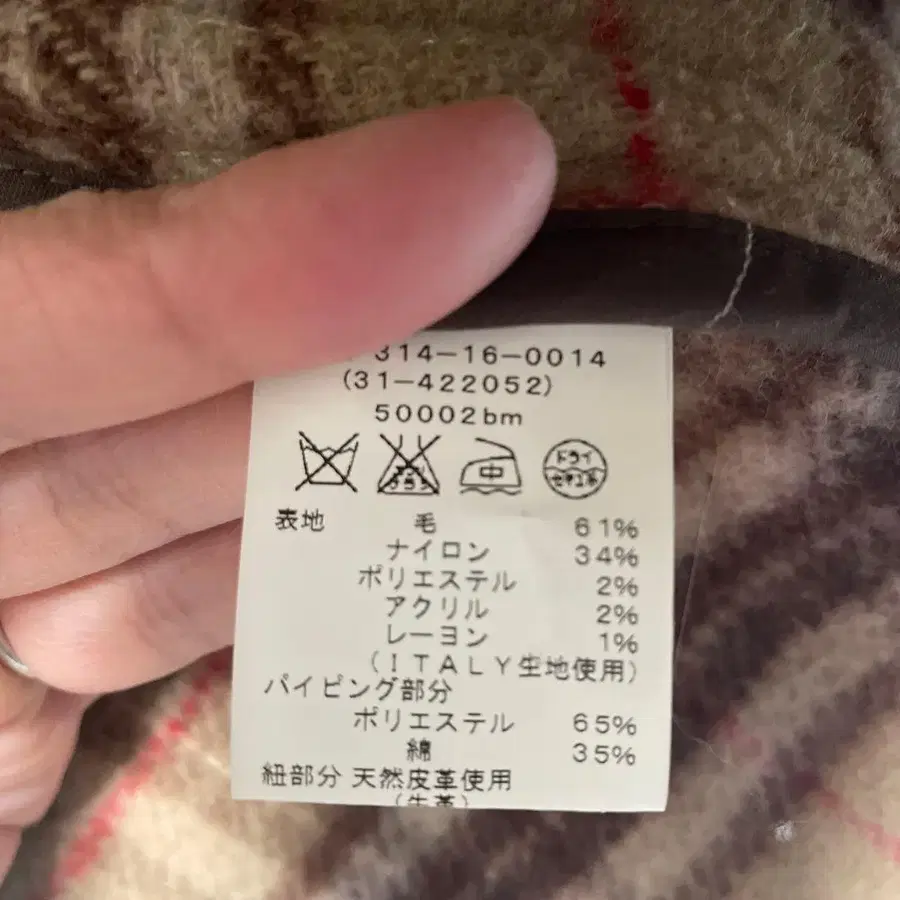 314-16-0014
(31-422052)
50002bm
中 ドライ セキユ系
表地 毛 61%
ナイロン 34%
ポリエステル 2%
アクリル 2%
レーヨン 1%
(ITALY生地使用)
パイピング部分
ポリエステル 65%
綿 35%
紐部分 天然皮革使用
(牛革)